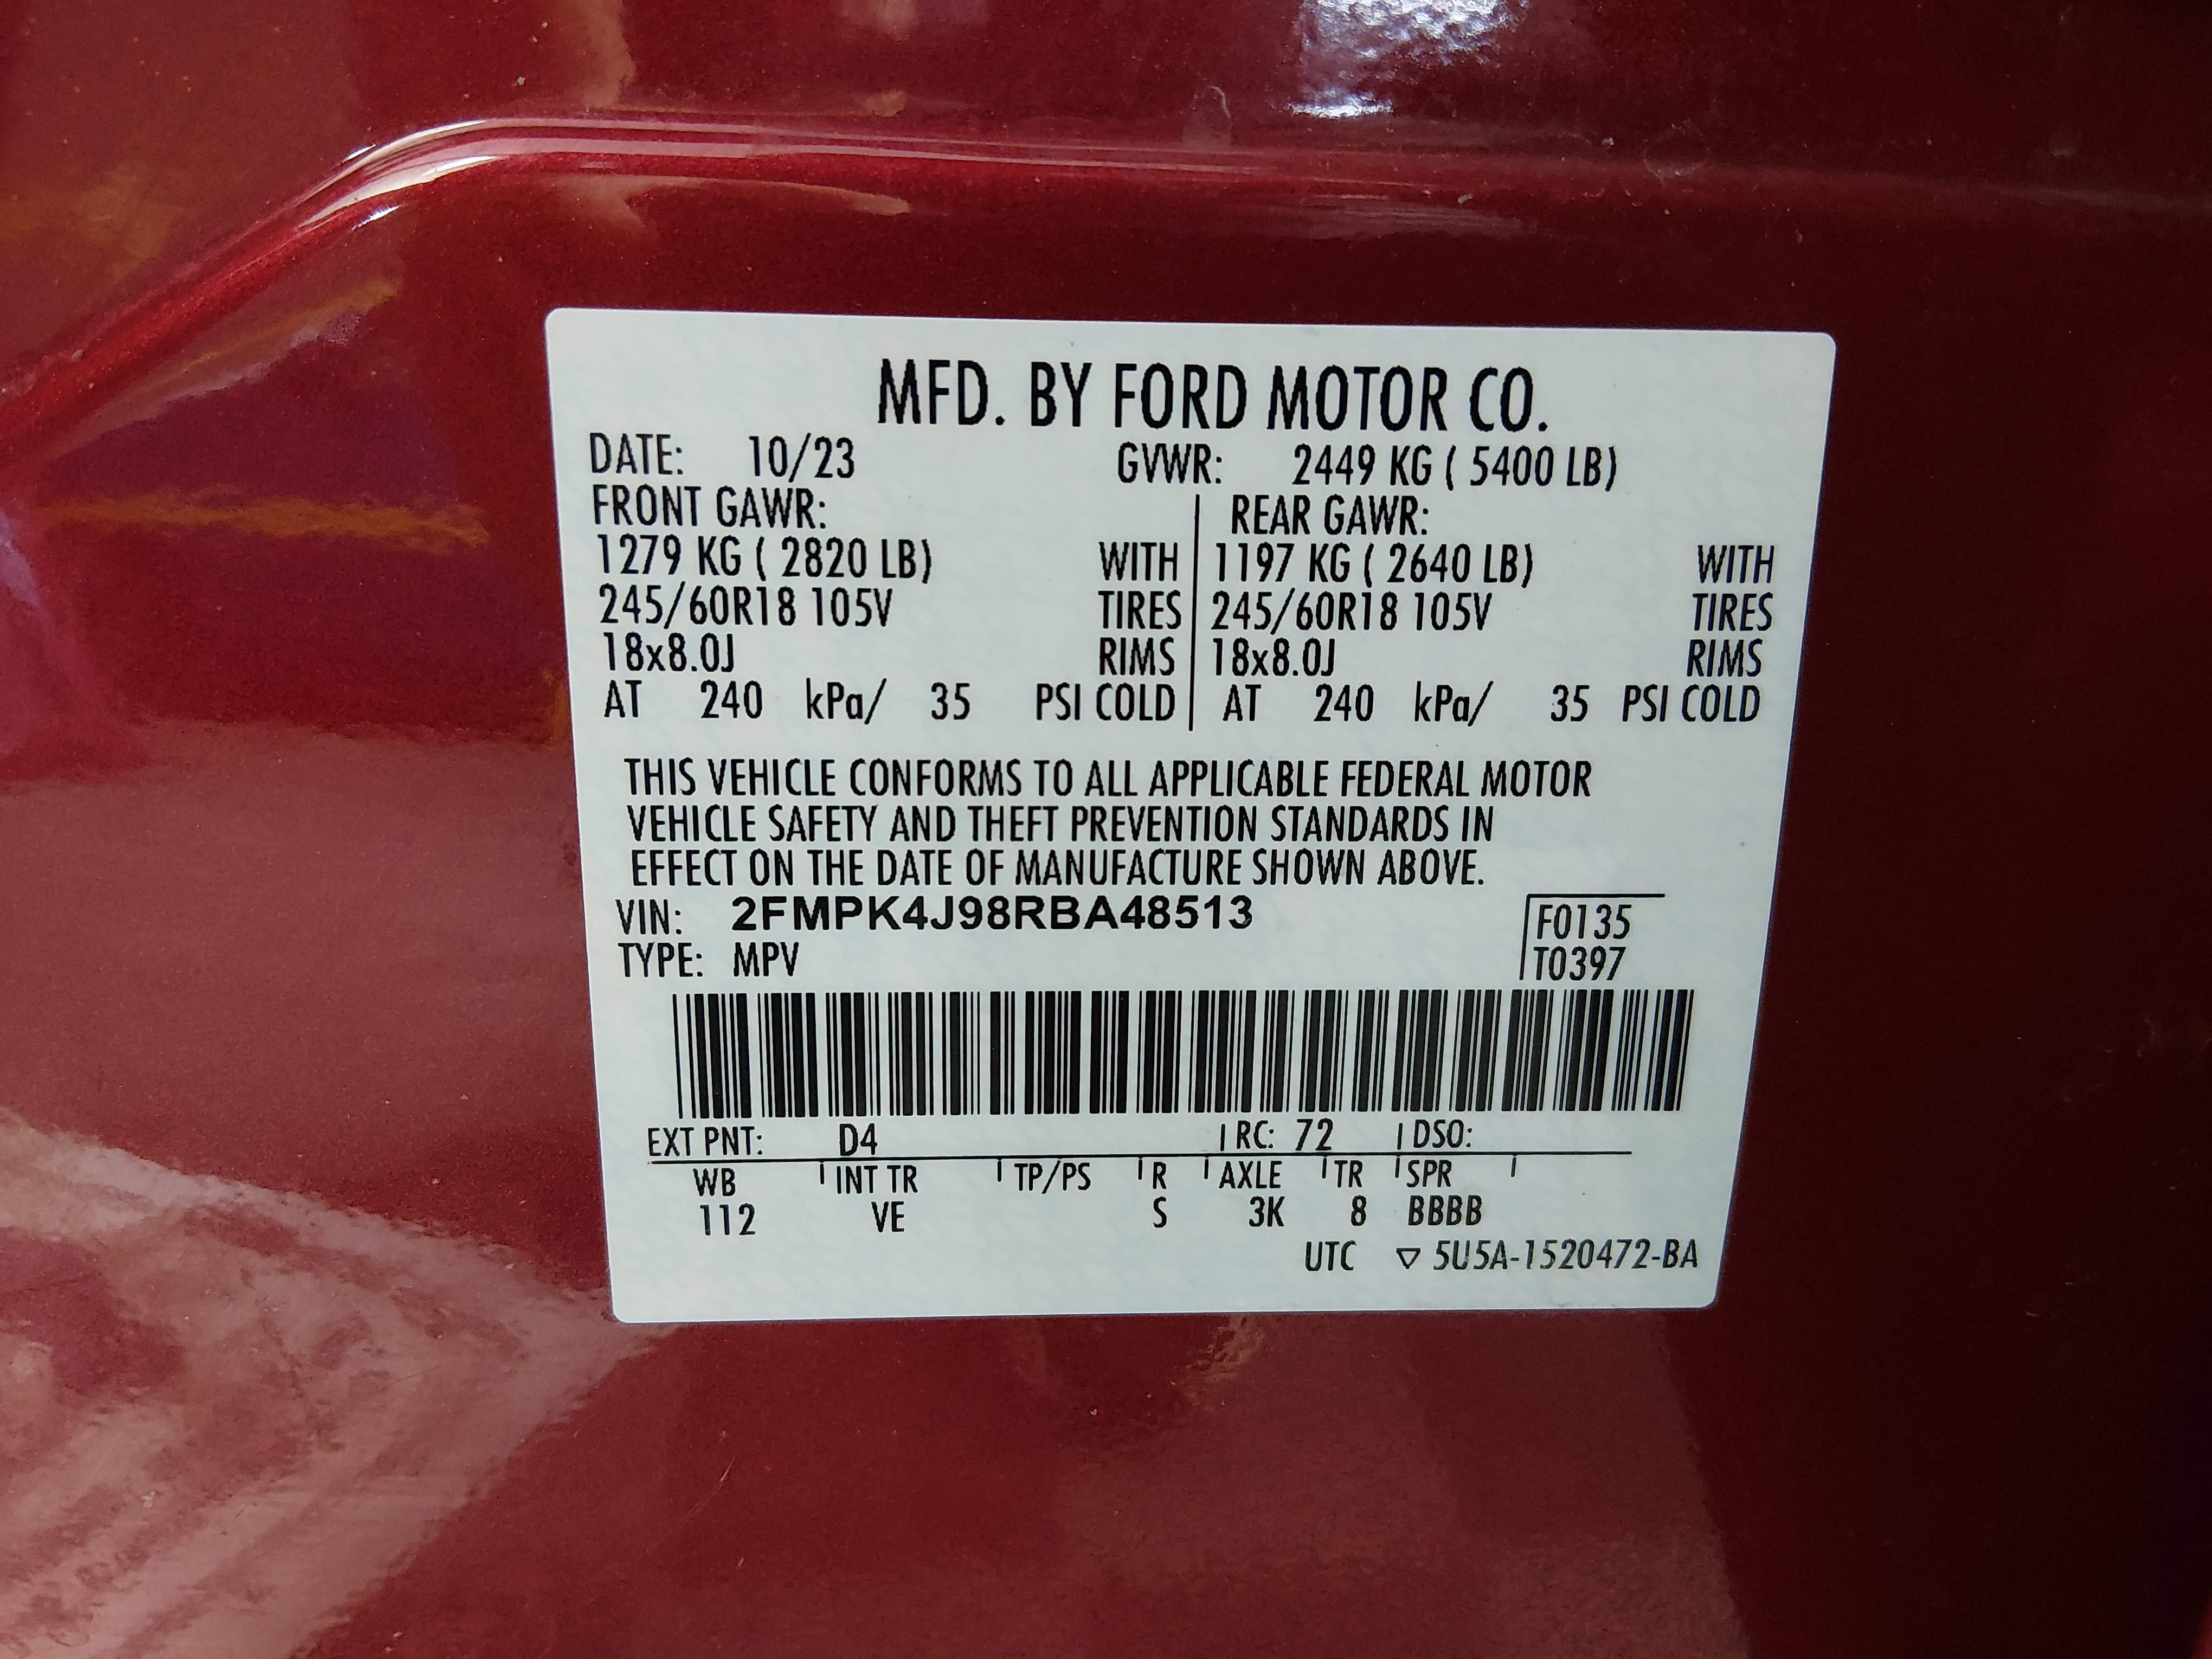 MFD. BY FORD MOTOR CO.
DATE: 10/23 GVWR: 2449 KG ( 5400 LB)
FRONT GAWR: REAR GAWR:
1279 KG ( 2820 LB) WITH 1197 KG ( 2640 LB) WITH
245/60R18 105V TIRES 245/60R18 105V TIRES
18x8.0J RIMS 18x8.0J RIMS
AT 240 kPa/ 35 PSI COLD AT 240 kPa/ 35 PSI COLD
THIS VEHICLE CONFORMS TO ALL APPLICABLE FEDERAL MOTOR
VEHICLE SAFETY AND THEFT PREVENTION STANDARDS IN
EFFECT ON THE DATE OF MANUFACTURE SHOWN ABOVE.
VIN: 2FMPK4J98RBA48513 F0135
TYPE: MPV T0397
EXT PNT: D4 RC: 72 DSO:
WB INT TR TP/PS R AXLE TR SPR
112 VE S 3K 8 BBBB
UTC ▽ 5U5A-1520472-BA